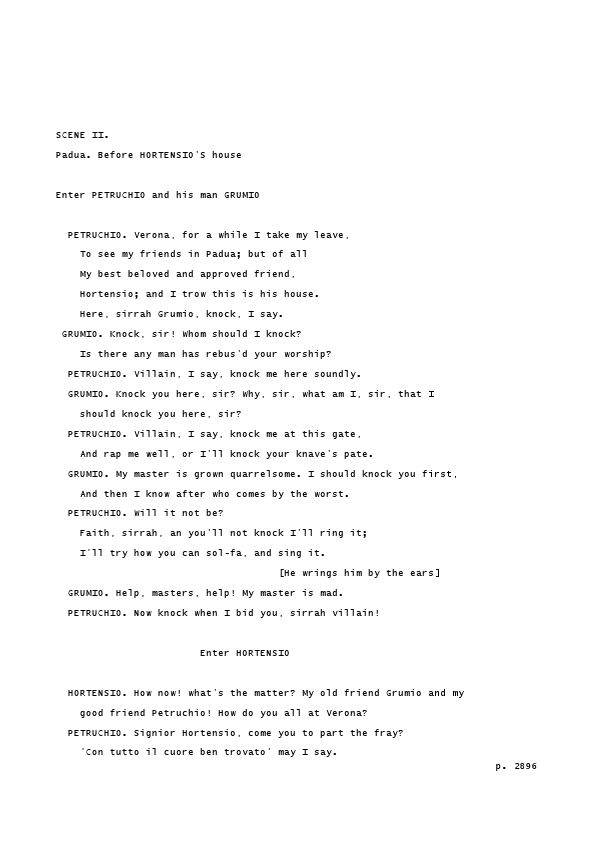 SCENE II.
Padua. Before HORTENSIO'S house
Enter PETRUCHIO and his man GRUMIO
PETRUCHIO. Verona, for a while I take my leave,
To see my friends in Padua; but of all
My best beloved and approved friend,
Hortensio; and I trow this is his house.
Here, sirrah Grumio, knock, I say.
GRUMIO. Knock, sir! Whom should I knock?
Is there any man has rebus'd your worship?
PETRUCHIO. Villain, I say, knock me here soundly.
GRUMIO. Knock you here, sir? Why, sir, what am I, sir, that I
should knock you here, sir?
PETRUCHIO. Villain, I say, knock me at this gate,
And rap me well, or I'll knock your knave's pate.
GRUMIO. My master is grown quarrelsome. I should knock you first,
And then I know after who comes by the worst.
PETRUCHIO. Will it not be?
Faith, sirrah, an you'll not knock I'll ring it;
I'll try how you can sol-fa, and sing it.
[He wrings him by the ears]
GRUMIO. Help, masters, help! My master is mad.
PETRUCHIO. Now knock when I bid you, sirrah villain!
Enter HORTENSIO
HORTENSIO. How now! what's the matter? My old friend Grumio and my
good friend Petruchio! How do you all at Verona?
PETRUCHIO. Signior Hortensio, come you to part the fray?
'Con tutto il cuore ben trovato' may I say.
p. 2896